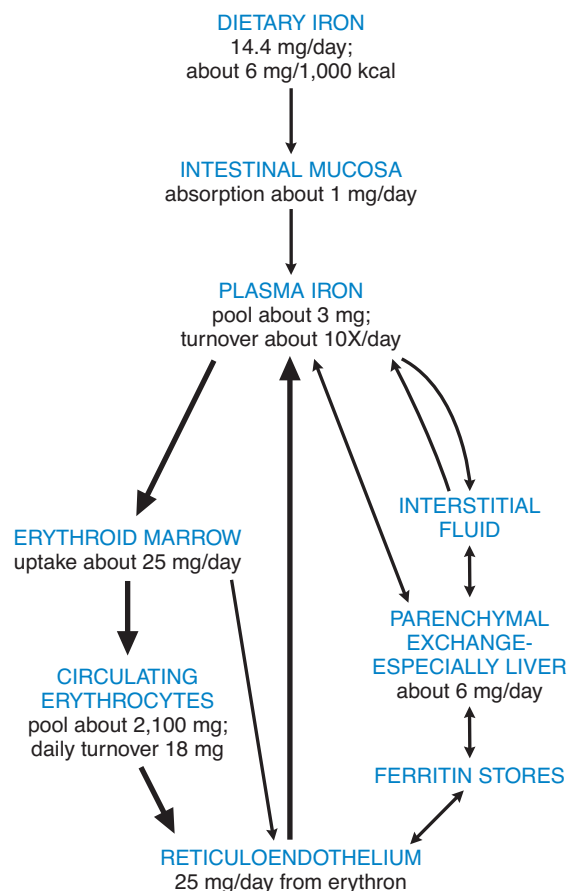 DIETARY IRON
14.4 mg/day;
about 6 mg/1,000 kcal
INTESTINAL MUCOSA
absorption about 1 mg/day
PLASMA IRON
pool about 3 mg;
turnover about 10X/day
ERYTHROID MARROW
uptake about 25 mg/day
INTERSTITIAL
FLUID
PARENCHYMAL
EXCHANGE-
ESPECIALLY LIVER
about 6 mg/day
CIRCULATING
ERYTHROCYTES
pool about 2,100 mg;
daily turnover 18 mg
FERRITIN STORES
RETICULOENDOTHELIUM
25 mg/day from erythron